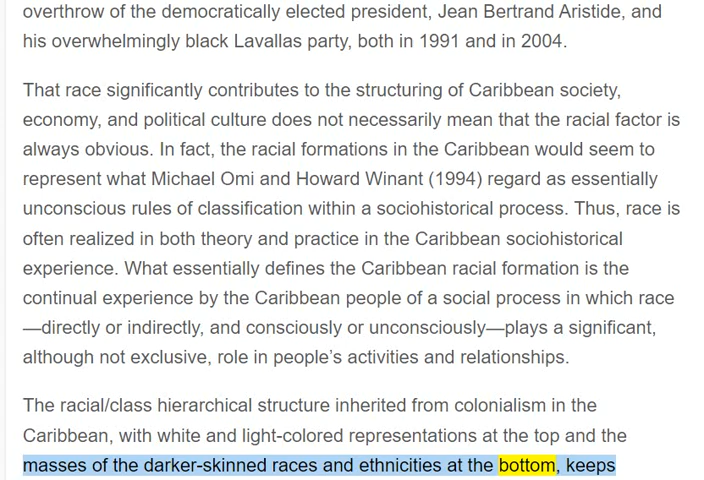 overthrow of the democratically elected president, Jean Bertrand Aristide, and
his overwhelmingly black Lavallas party, both in 1991 and in 2004.
That race significantly contributes to the structuring of Caribbean society,
economy, and political culture does not necessarily mean that the racial factor is
always obvious. In fact, the racial formations in the Caribbean would seem to
represent what Michael Omi and Howard Winant (1994) regard as essentially
unconscious rules of classification within a sociohistorical process. Thus, race is
often realized in both theory and practice in the Caribbean sociohistorical
experience. What essentially defines the Caribbean racial formation is the
continual experience by the Caribbean people of a social process in which race
—directly or indirectly, and consciously or unconsciously—plays a significant,
although not exclusive, role in people’s activities and relationships.
The racial/class hierarchical structure inherited from colonialism in the
Caribbean, with white and light-colored representations at the top and the
masses of the darker-skinned races and ethnicities at the bottom, keeps